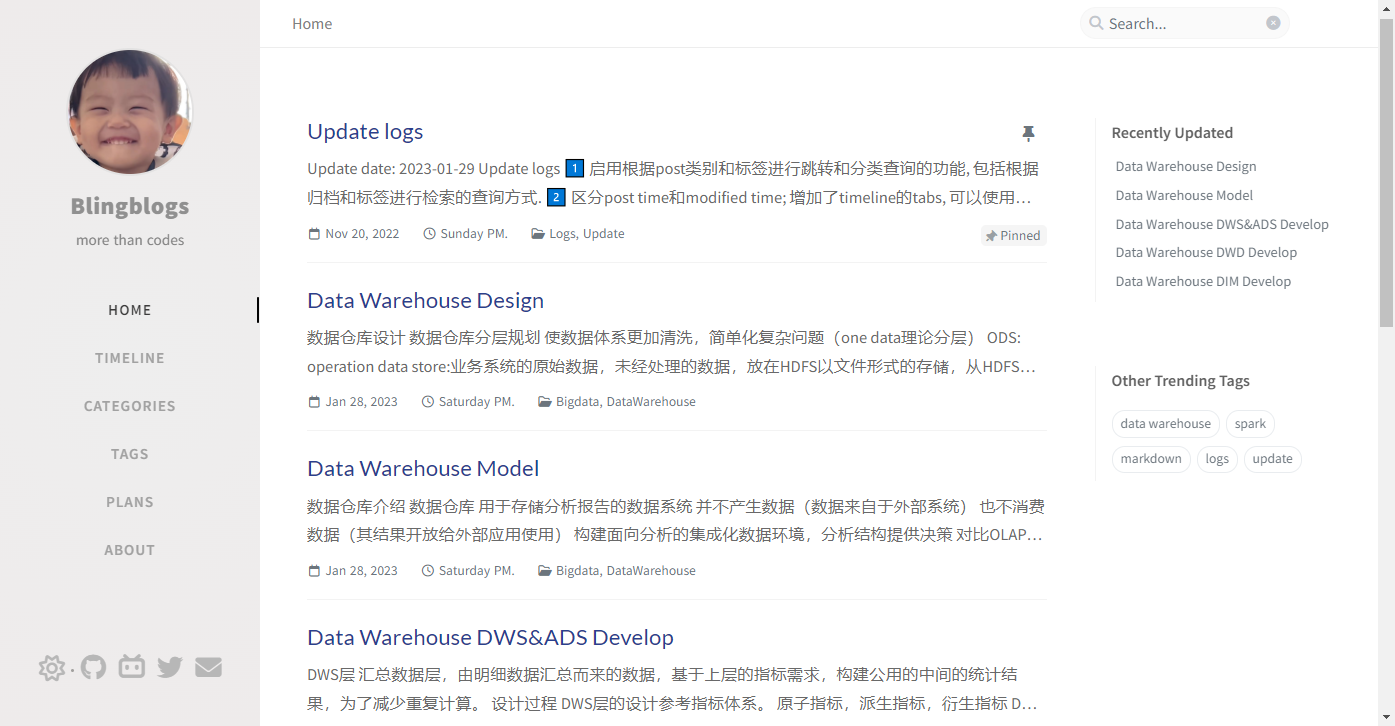 Blingblogs
more than codes
HOME
TIMELINE
CATEGORIES
TAGS
PLANS
ABOUT
Home
Search...
Update logs
Update date: 2023-01-29 Update logs 1 启用根据post类别和标签进行跳转和分类查询的功能, 包括根据
归档和标签进行检索的查询方式. 2 区分post time和modified time; 增加了timeline的tabs, 可以使用…
Nov 20, 2022 Sunday PM. Logs, Update
Pinned
Data Warehouse Design
数据仓库设计 数据仓库分层规划 使数据体系更加清洗，简单化复杂问题（one data理论分层） ODS:
operation data store:业务系统的原始数据，未经处理的数据，放在HDFS以文件形式的存储，从HDFS…
Jan 28, 2023 Saturday PM. Bigdata, DataWarehouse
Data Warehouse Model
数据仓库介绍 数据仓库 用于存储分析报告的数据系统 并不产生数据（数据来自于外部系统） 也不消费
数据（其结果开放给外部应用使用） 构建面向分析的集成化数据环境，分析结构提供决策 对比OLAP…
Jan 28, 2023 Saturday PM. Bigdata, DataWarehouse
Data Warehouse DWS&ADS Develop
DWS层 汇总数据层，由明细数据汇总而来的数据，基于上层的指标需求，构建公用的中间的统计结
果，为了减少重复计算。 设计过程 DWS层的设计参考指标体系。 原子指标，派生指标，衍生指标 D…
Recently Updated
Data Warehouse Design
Data Warehouse Model
Data Warehouse DWS&ADS Develop
Data Warehouse DWD Develop
Data Warehouse DIM Develop
Other Trending Tags
data warehouse spark
markdown logs update